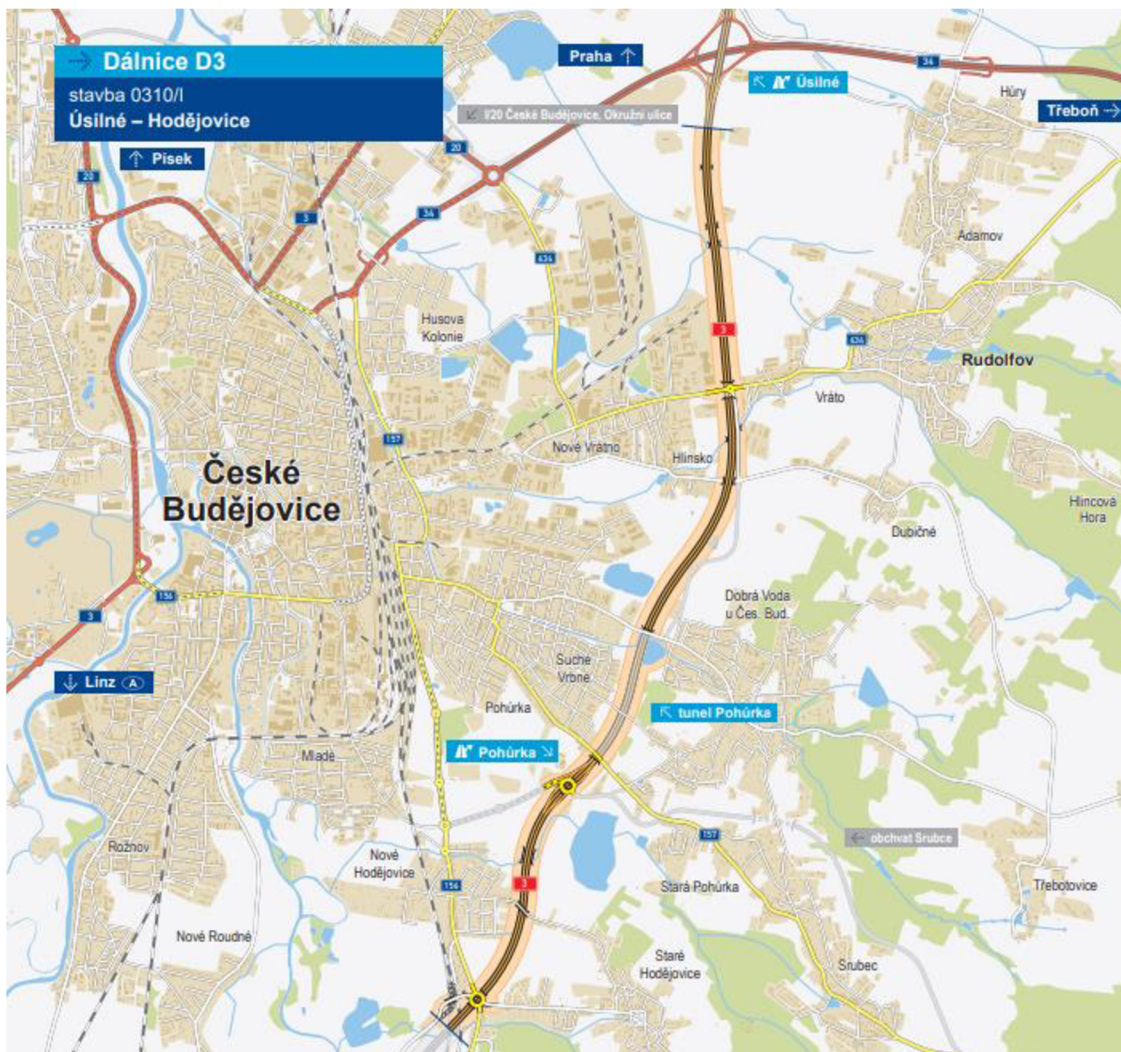 Dálnice D3
stavba 0310/I
Úsilné – Hodějovice
Praha
Úsilné
34
Hůry
Třeboň
I/20 České Budějovice, Okružní ulice
Písek
20
20
3
34
634
Adamov
Husova
Kolonie
3
634
Rudolfov
Vráto
157
Nové Vrátno
Hlinsko
České
Budějovice
Hlincová
Hora
Dubičné
156
3
Dobrá Voda
u Čes. Bud.
Suché
Vrbné
Linz A
Pohůrka
tunel Pohůrka
Pohůrka
Mladé
157
obchvat Srubce
Rožnov
Nové
Hodějovice
156
3
Stará Pohůrka
Třebotovice
Nové Roudné
Staré
Hodějovice
Srubec